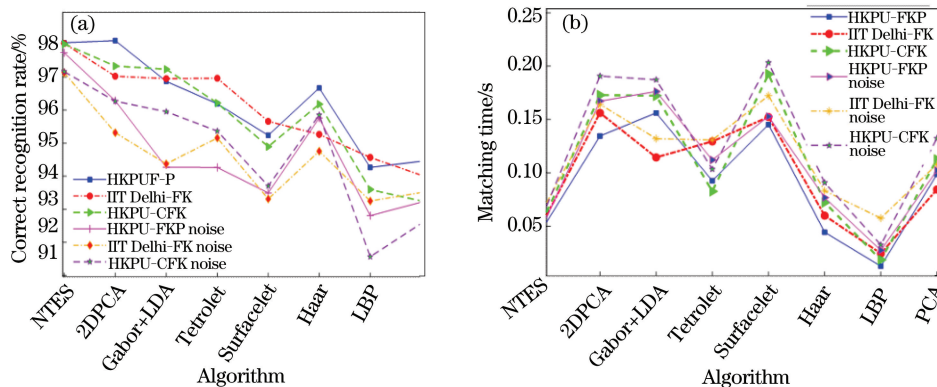 (a)
98
97
96
95
94
93
92
91
Correct recognition rate/%
HKPUF-P
IIT Delhi-FK
HKPU-CFK
HKPU-FKP noise
IIT Delhi-FK noise
HKPU-CFK noise
NTES
2DPCA
Gabor+LDA
Tetrolet
Surfacelet
Haar
LBP
Algorithm
(b)
0.25
0.20
0.15
0.10
0.05
Matching time/s
HKPU-FKP
IIT Delhi-FK
HKPU-CFK
HKPU-FKP
noise
IIT Delhi-FK
noise
HKPU-CFK
noise
NTES
2DPCA
Gabor+LDA
Tetrolet
Surfacelet
Haar
LBP
PCA
Algorithm